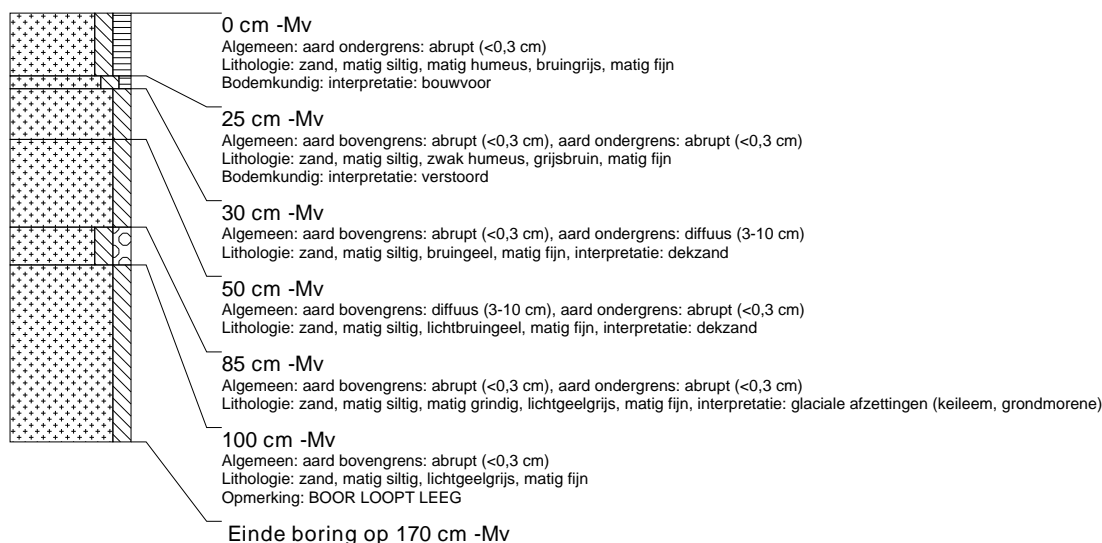 0 cm -Mv
Algemeen: aard ondergrens: abrupt (<0,3 cm)
Lithologie: zand, matig siltig, matig humeus, bruingrijs, matig fijn
Bodemkundig: interpretatie: bouwvoor
25 cm -Mv
Algemeen: aard bovengrens: abrupt (<0,3 cm), aard ondergrens: abrupt (<0,3 cm)
Lithologie: zand, matig siltig, zwak humeus, grijsbruin, matig fijn
Bodemkundig: interpretatie: verstoord
30 cm -Mv
Algemeen: aard bovengrens: abrupt (<0,3 cm), aard ondergrens: diffuus (3-10 cm)
Lithologie: zand, matig siltig, bruingeel, matig fijn, interpretatie: dekzand
50 cm -Mv
Algemeen: aard bovengrens: diffuus (3-10 cm), aard ondergrens: abrupt (<0,3 cm)
Lithologie: zand, matig siltig, lichtbruingeel, matig fijn, interpretatie: dekzand
85 cm -Mv
Algemeen: aard bovengrens: abrupt (<0,3 cm), aard ondergrens: abrupt (<0,3 cm)
Lithologie: zand, matig siltig, matig grindig, lichtgeelgrijs, matig fijn, interpretatie: glaciale afzettingen (keileem, grondmorene)
100 cm -Mv
Algemeen: aard bovengrens: abrupt (<0,3 cm)
Lithologie: zand, matig siltig, lichtgeelgrijs, matig fijn
Opmerking: BOOR LOOPT LEEG
Einde boring op 170 cm -Mv